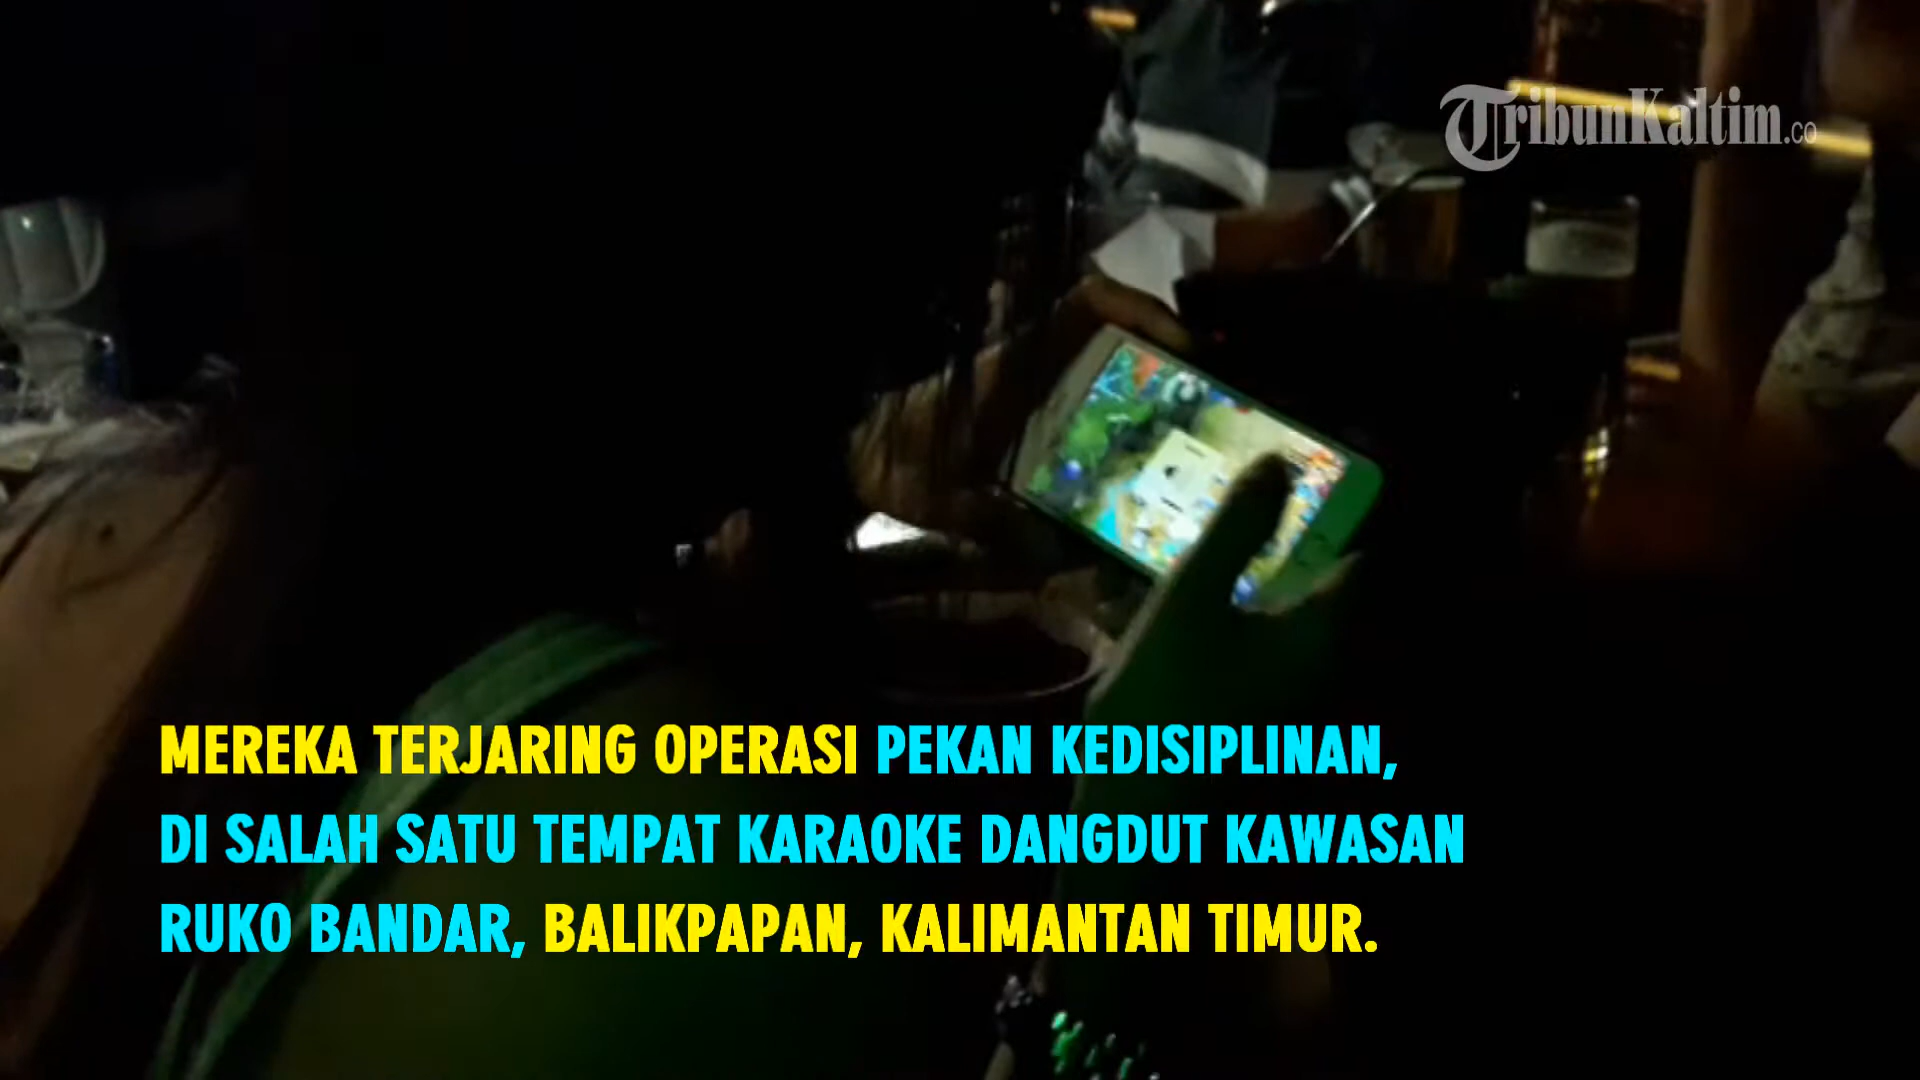 TribunKaltim.co
MEREKA TERJARING OPERASI PEKAN KEDISIPLINAN,
DI SALAH SATU TEMPAT KARAOKE DANGDUT KAWASAN
RUKO BANDAR, BALIKPAPAN, KALIMANTAN TIMUR.